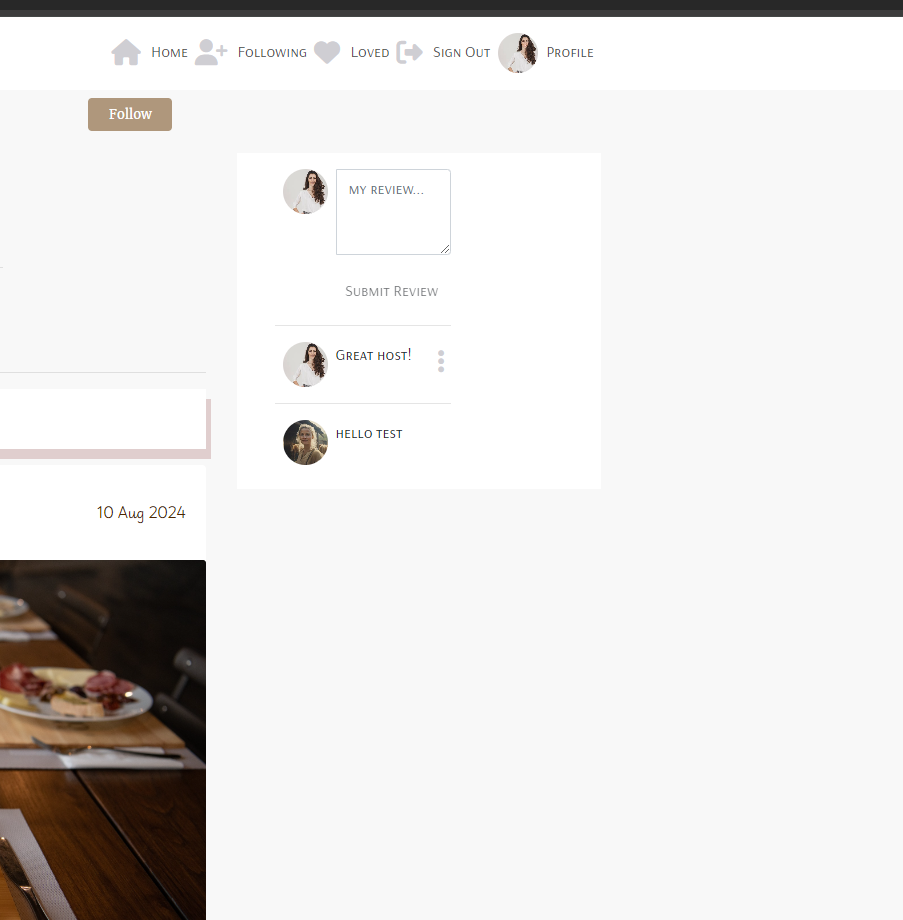 Home Following Loved Sign Out Profile
Follow
my review...
Submit Review
Great host!
hello test
10 Aug 2024